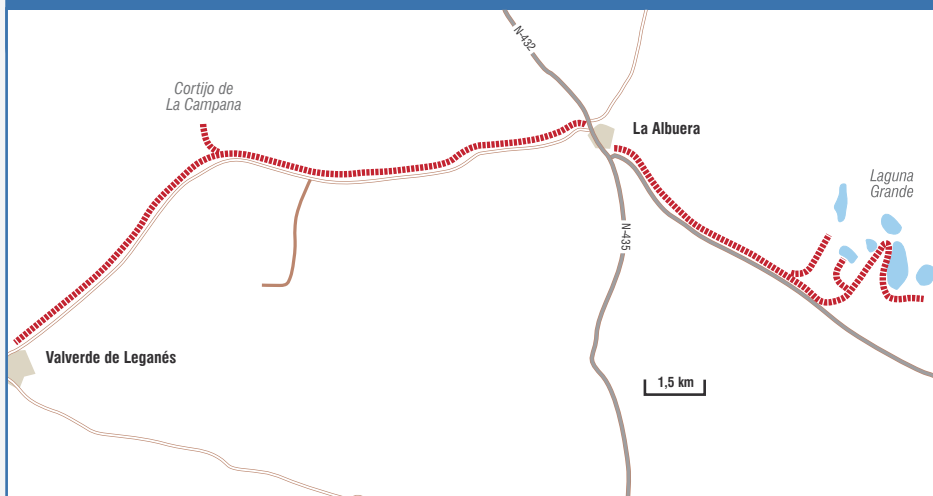 N-432
Cortijo de
La Campana
La Albuera
Laguna
Grande
N-435
Valverde de Leganés
1,5 km